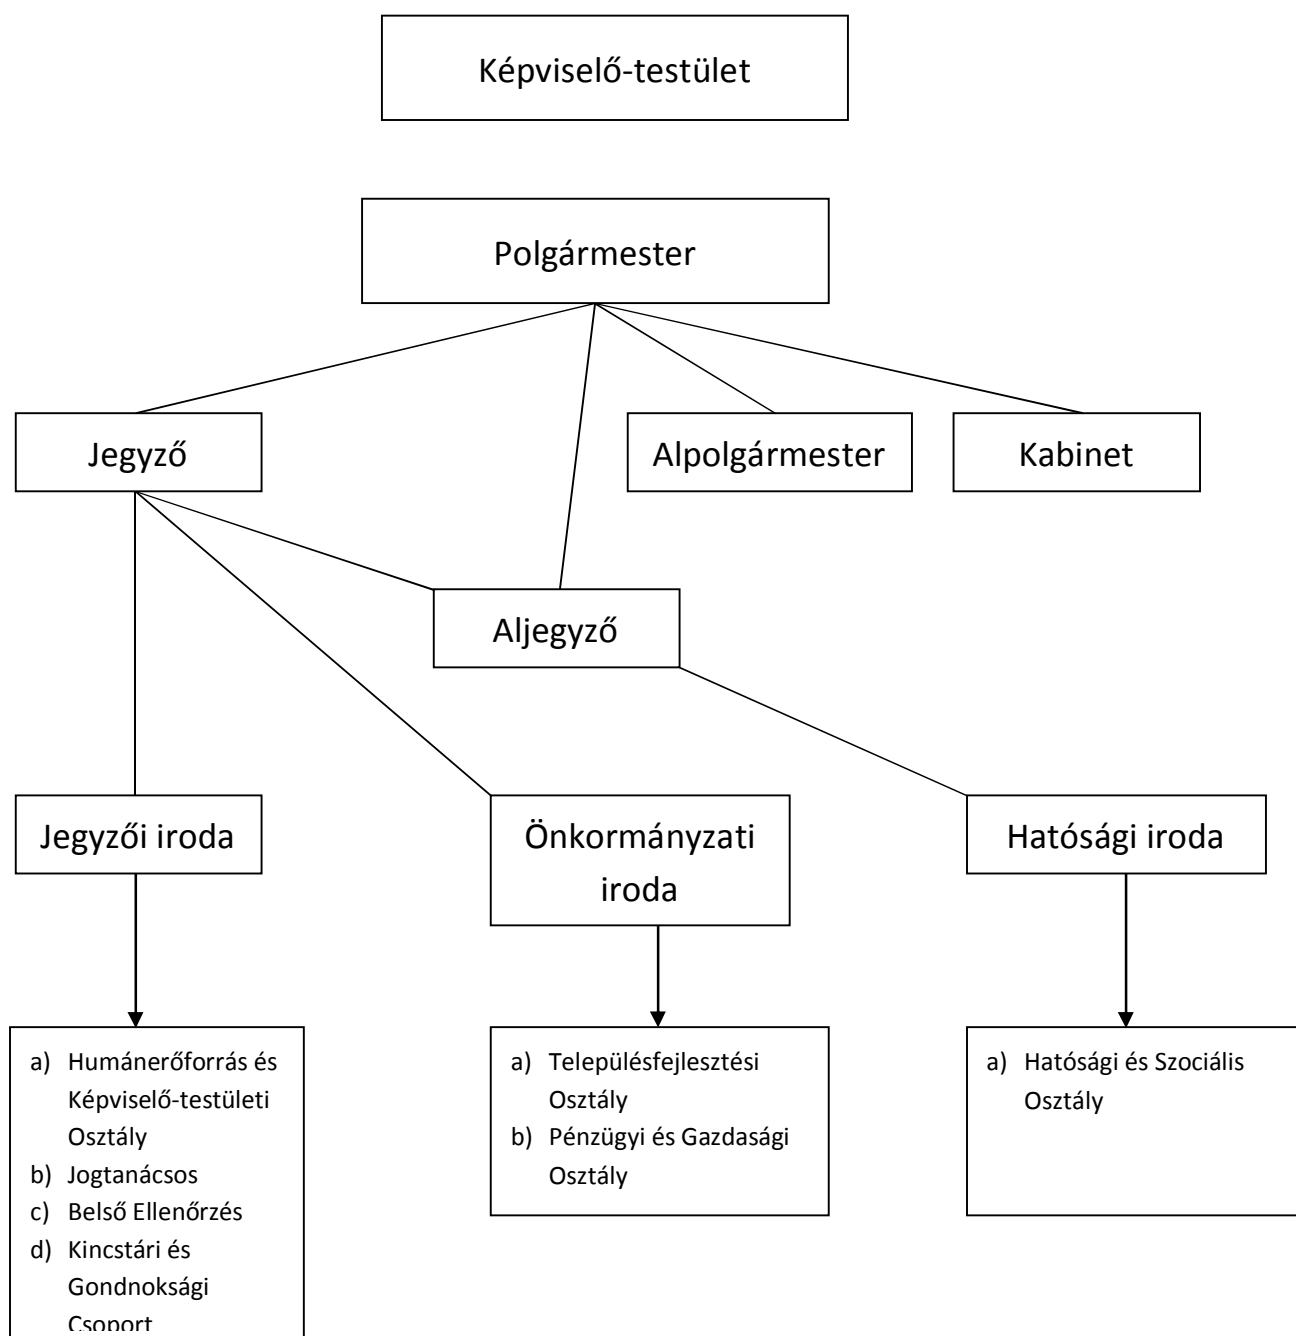 Képviselő-testület
Polgármester
Jegyző
Alpolgármester
Kabinet
Aljegyző
Jegyzői iroda
Önkormányzati
iroda
Hatósági iroda
a) Humánerőforrás és
Képviselő-testületi
Osztály
b) Jogtanácsos
c) Belső Ellenőrzés
d) Kincstári és
Gondnoksági
Csoport
a) Településfejlesztési
Osztály
b) Pénzügyi és Gazdasági
Osztály
a) Hatósági és Szociális
Osztály